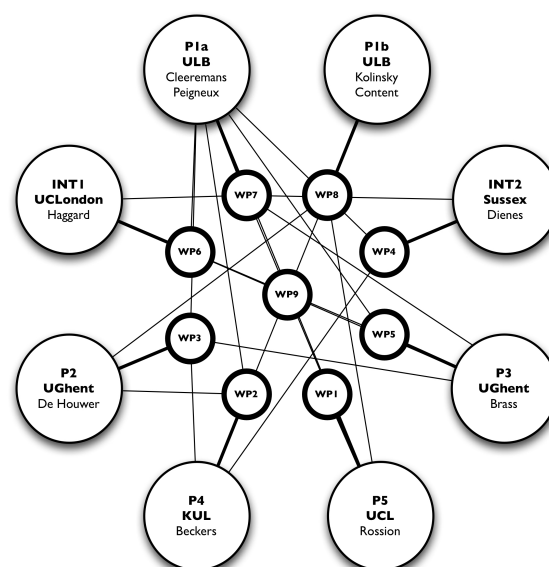 P1a
ULB
Cleeremans
Peigneux
P1b
ULB
Kolinsky
Content
INT1
UCLondon
Haggard
WP7
WP8
INT2
Sussex
Dienes
WP6
WP4
WP9
WP3
WP5
P2
UGhent
De Houwer
WP2
WP1
P3
UGhent
Brass
P4
KUL
Beckers
P5
UCL
Rossion